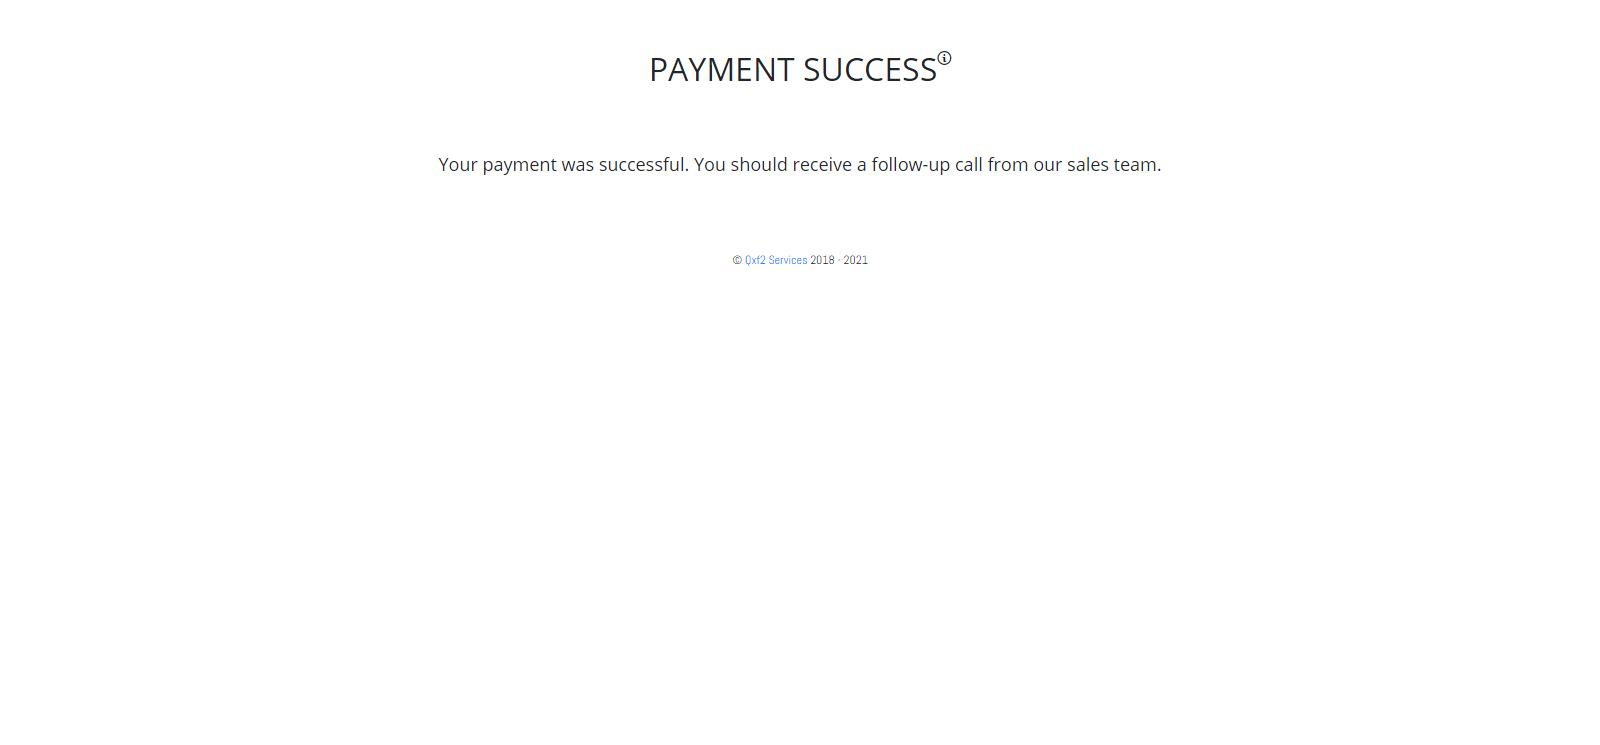 PAYMENT SUCCESS
Your payment was successful. You should receive a follow-up call from our sales team.
© Qxf2 Services 2018 - 2021